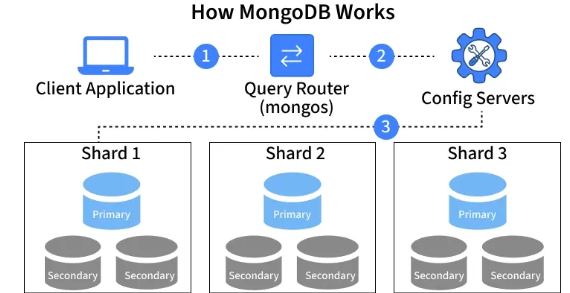 How MongoDB Works
1
2
Client Application
Query Router
(mongos)
Config Servers
3
Shard 1
Shard 2
Shard 3
Primary
Primary
Primary
Secondary
Secondary
Secondary
Secondary
Secondary
Secondary